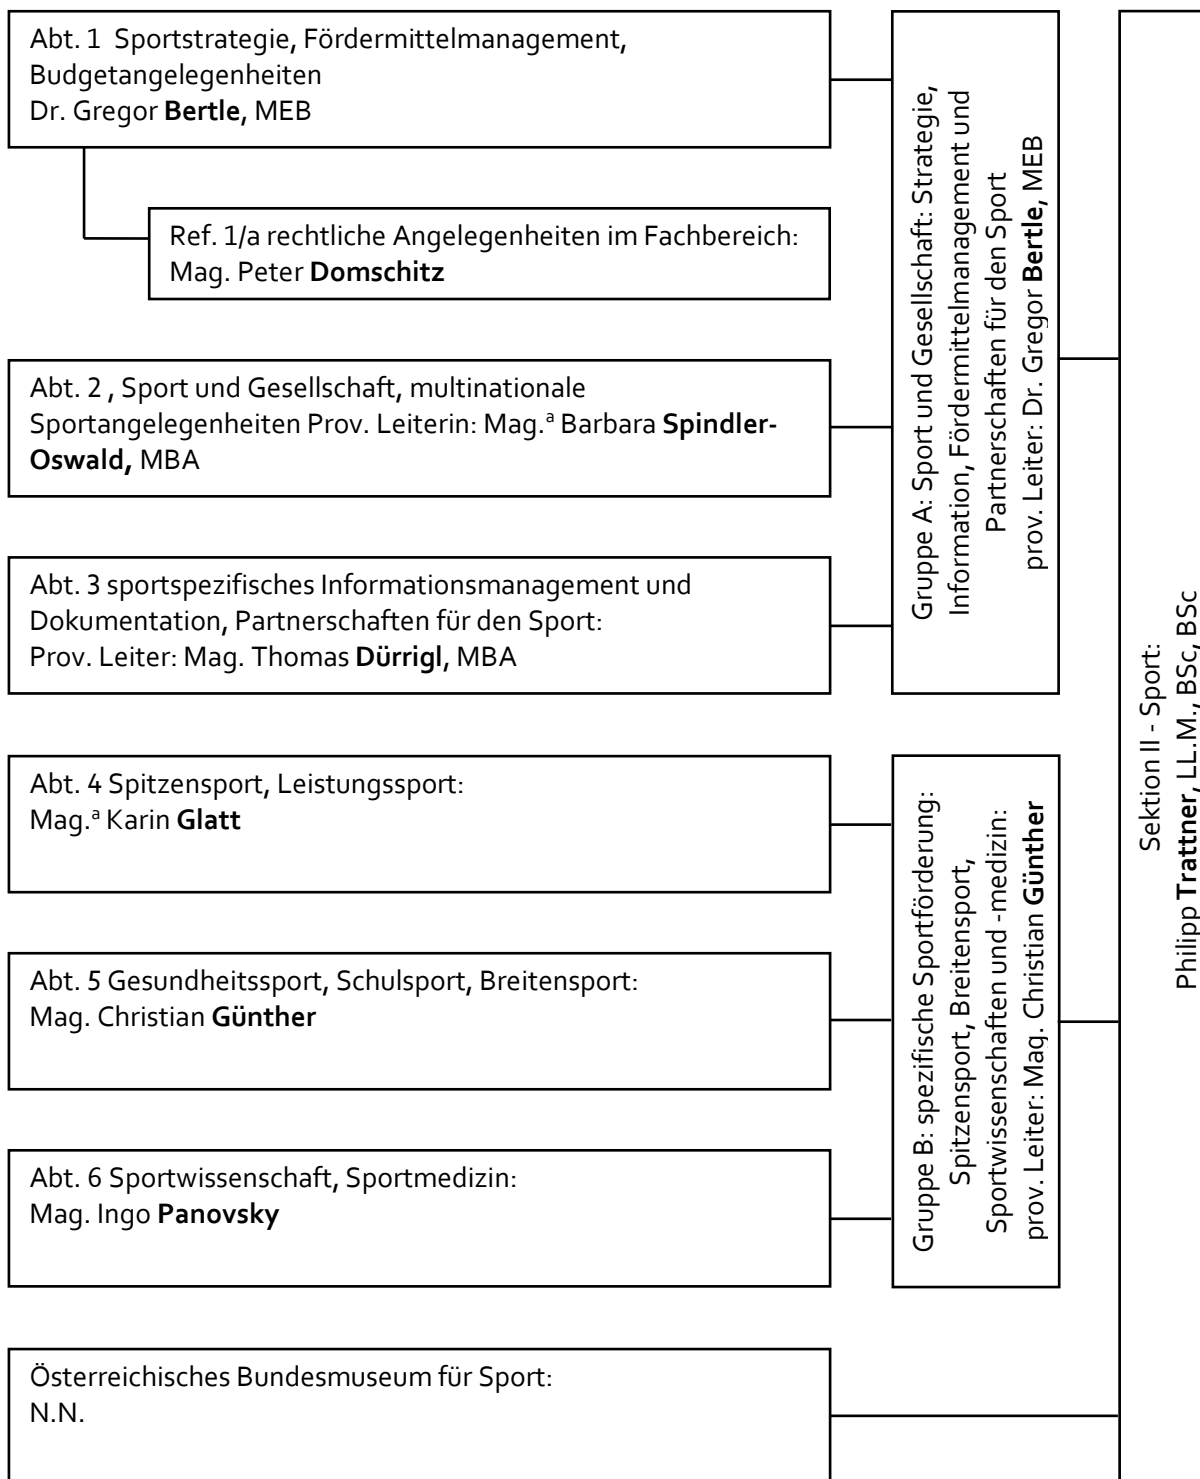 Abt. 1  Sportstrategie, Fördermittelmanagement,
Budgetangelegenheiten
Dr. Gregor Bertle, MEB
Ref. 1/a rechtliche Angelegenheiten im Fachbereich:
Mag. Peter Domschitz
Abt. 2 , Sport und Gesellschaft, multinationale
Sportangelegenheiten Prov. Leiterin: Mag.ª Barbara Spindler-
Oswald, MBA
Abt. 3 sportspezifisches Informationsmanagement und
Dokumentation, Partnerschaften für den Sport:
Prov. Leiter: Mag. Thomas Dürrigl, MBA
Gruppe A: Sport und Gesellschaft: Strategie,
Information, Fördermittelmanagement und
Partnerschaften für den Sport
prov. Leiter: Dr. Gregor Bertle, MEB
Abt. 4 Spitzensport, Leistungssport:
Mag.ª Karin Glatt
Abt. 5 Gesundheitssport, Schulsport, Breitensport:
Mag. Christian Günther
Abt. 6 Sportwissenschaft, Sportmedizin:
Mag. Ingo Panovsky
Gruppe B: spezifische Sportförderung:
Spitzensport, Breitensport,
Sportwissenschaften und -medizin:
prov. Leiter: Mag. Christian Günther
Österreichisches Bundesmuseum für Sport:
N.N.
Sektion II - Sport:
Philipp Trattner, LL.M., BSc, BSc